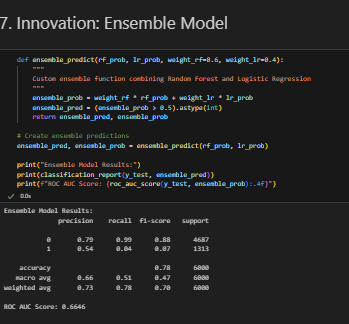 7. Innovation: Ensemble Model
def ensemble_predict(rf_prob, lr_prob, weight_rf=0.6, weight_lr=0.4):
"""
Custom ensemble function combining Random Forest and Logistic Regression
"""
ensemble_prob = weight_rf * rf_prob + weight_lr * lr_prob
ensemble_pred = (ensemble_prob > 0.5).astype(int)
return ensemble_pred, ensemble_prob
# Create ensemble predictions
ensemble_pred, ensemble_prob = ensemble_predict(rf_prob, lr_prob)
print("Ensemble Model Results:")
print(classification_report(y_test, ensemble_pred))
print(f"ROC AUC Score: {roc_auc_score(y_test, ensemble_prob):.4f}")
0.0s
Ensemble Model Results:
precision recall f1-score support
0 0.79 0.99 0.88 4687
1 0.54 0.04 0.07 1313
accuracy 0.78 6000
macro avg 0.66 0.51 0.47 6000
weighted avg 0.73 0.78 0.70 6000
ROC AUC Score: 0.6646